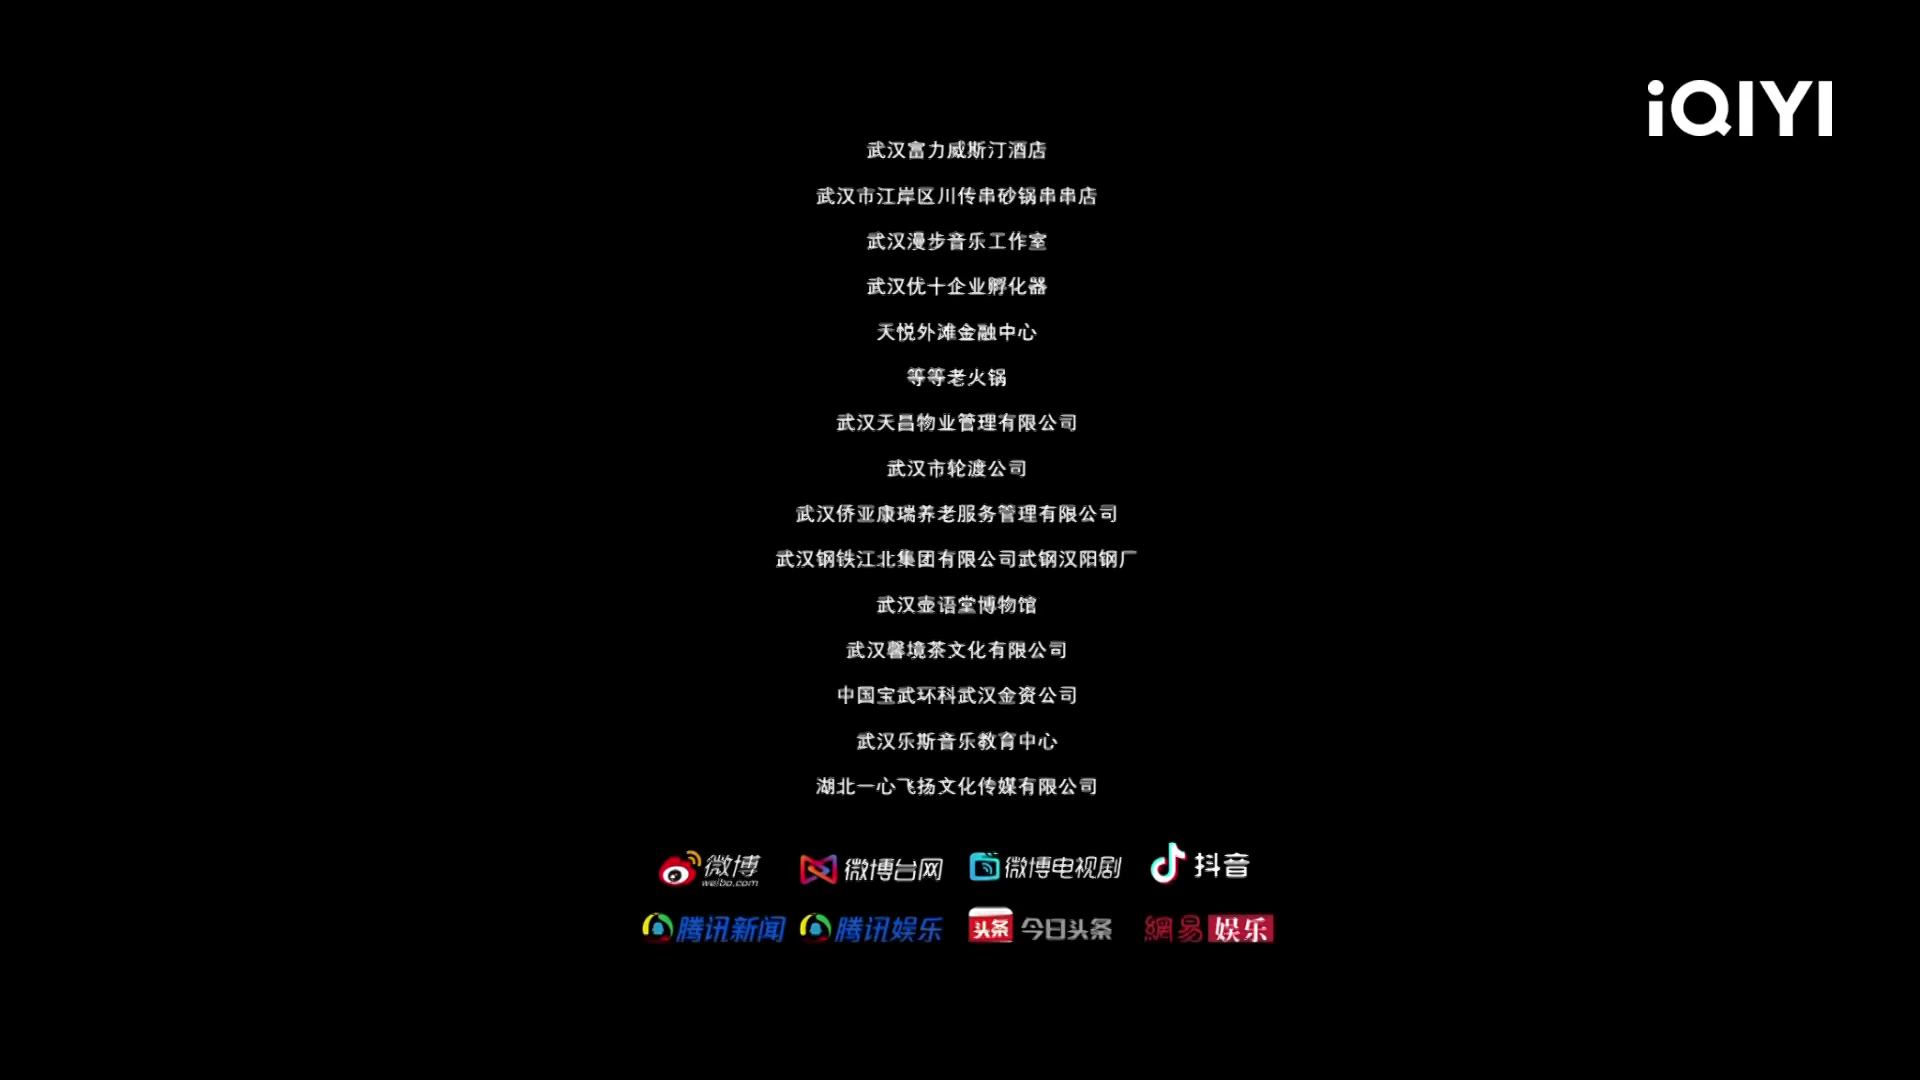 iQIYI
武汉富力威斯汀酒店
武汉市江岸区川传串砂锅串串店
武汉漫步音乐工作室
武汉优十企业孵化器
天悦外滩金融中心
等等老火锅
武汉天昌物业管理有限公司
武汉市轮渡公司
武汉侨亚康瑞养老服务管理有限公司
武汉钢铁江北集团有限公司武钢汉阳钢厂
武汉壶语堂博物馆
武汉馨境茶文化有限公司
中国宝武环科武汉金资公司
武汉乐斯音乐教育中心
湖北一心飞扬文化传媒有限公司
微博 weibo.com 微博台网 微博电视剧 抖音
腾讯新闻 腾讯娱乐 头条 今日头条 網易 娱乐